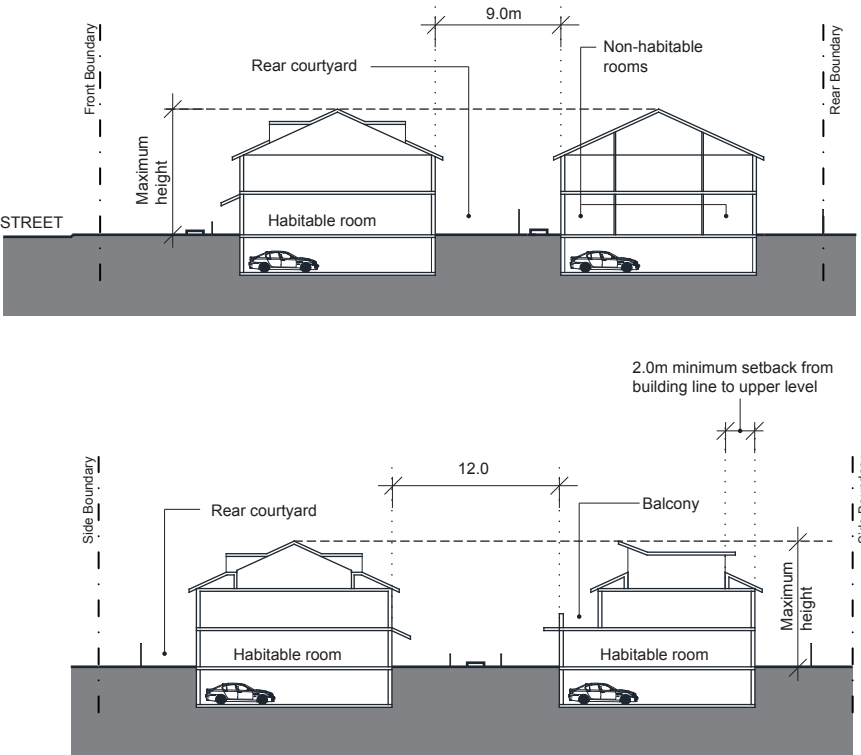 9.0m
Front Boundary
Rear courtyard
Non-habitable
rooms
Rear Boundary
Maximum
height
STREET
Habitable room
2.0m minimum setback from
building line to upper level
Side Boundary
12.0
Rear courtyard
Balcony
Side Boundary
Maximum
height
Habitable room
Habitable room